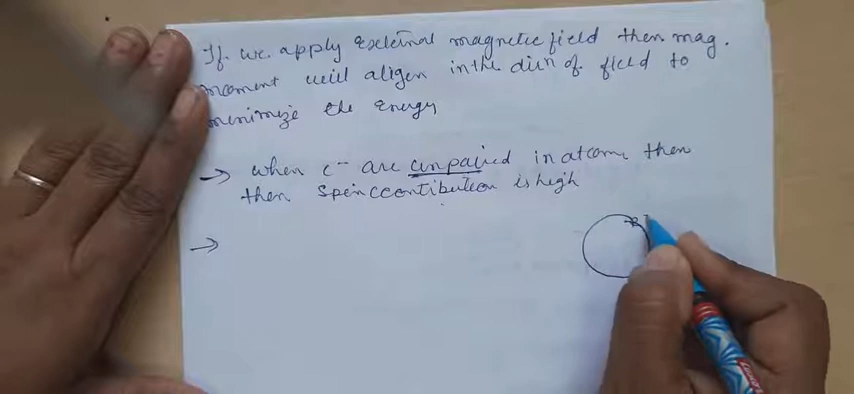 If we apply external magnetic field then mag.
moment will aligen in the dirn of field to
minimize the energy
→ when e− are unpaired in atom then
then spin contibution is high
→